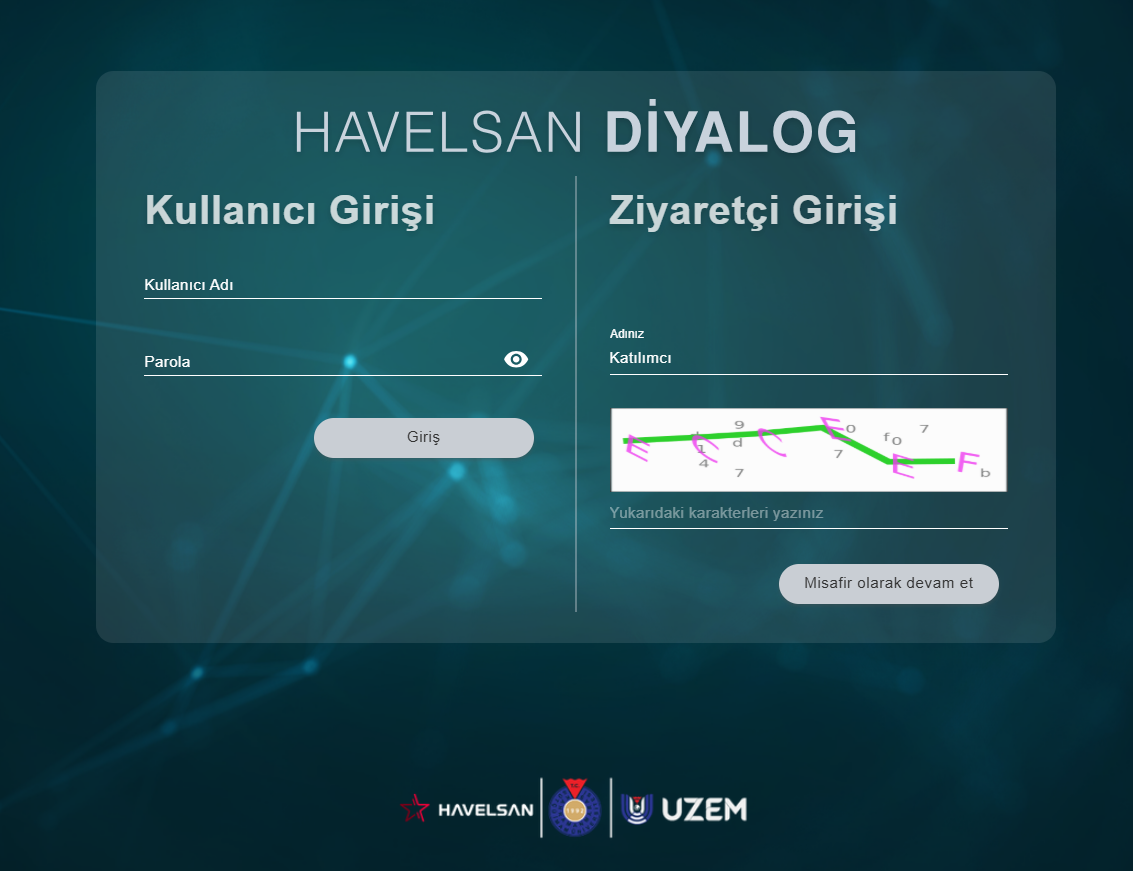 HAVELSAN DİYALOG
Kullanıcı Girişi
Kullanıcı Adı
Parola
Giriş
Ziyaretçi Girişi
Adınız
Katılımcı
Yukarıdaki karakterleri yazınız
Misafir olarak devam et
HAVELSAN
1992
UZEM